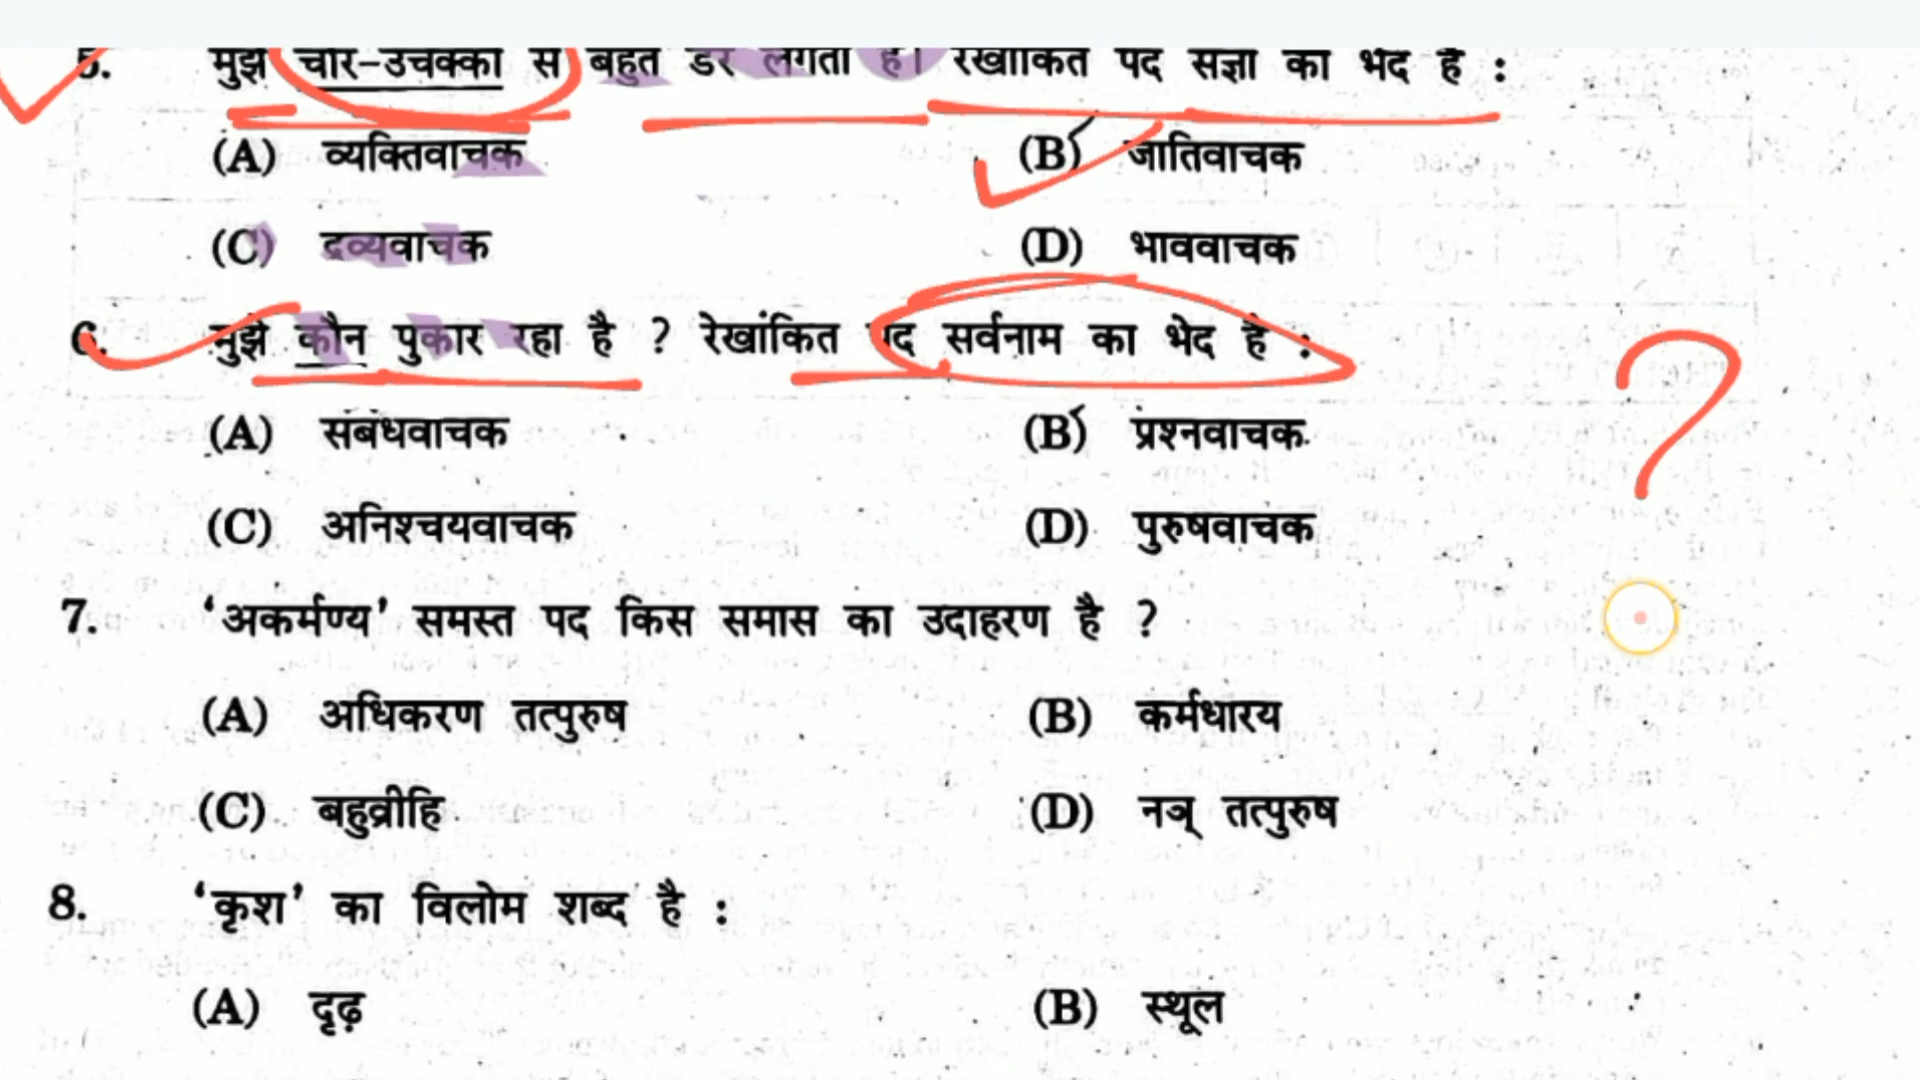 5. मुझे चोर-उचक्कों से बहुत डर लगता है। रेखांकित पद संज्ञा का भेद है :
(A) व्यक्तिवाचक (B) जातिवाचक
(C) द्रव्यवाचक (D) भाववाचक
6. मुझे कौन पुकार रहा है ? रेखांकित पद सर्वनाम का भेद है :
(A) संबंधवाचक (B) प्रश्नवाचक
(C) अनिश्चयवाचक (D) पुरुषवाचक
7. 'अकर्मण्य' समस्त पद किस समास का उदाहरण है ?
(A) अधिकरण तत्पुरुष (B) कर्मधारय
(C) बहुव्रीहि (D) नञ् तत्पुरुष
8. 'कृश' का विलोम शब्द है :
(A) दृढ़ (B) स्थूल